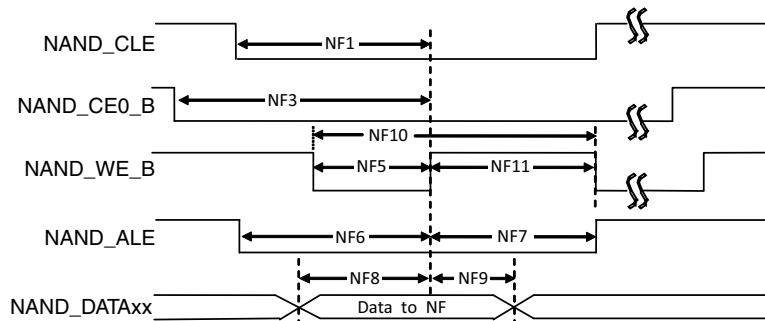 NAND_CLE
NF1
NAND_CE0_B
NF3
NF10
NAND_WE_B
NF5
NF11
NAND_ALE
NF6
NF7
NF8
NF9
NAND_DATAxx
Data to NF